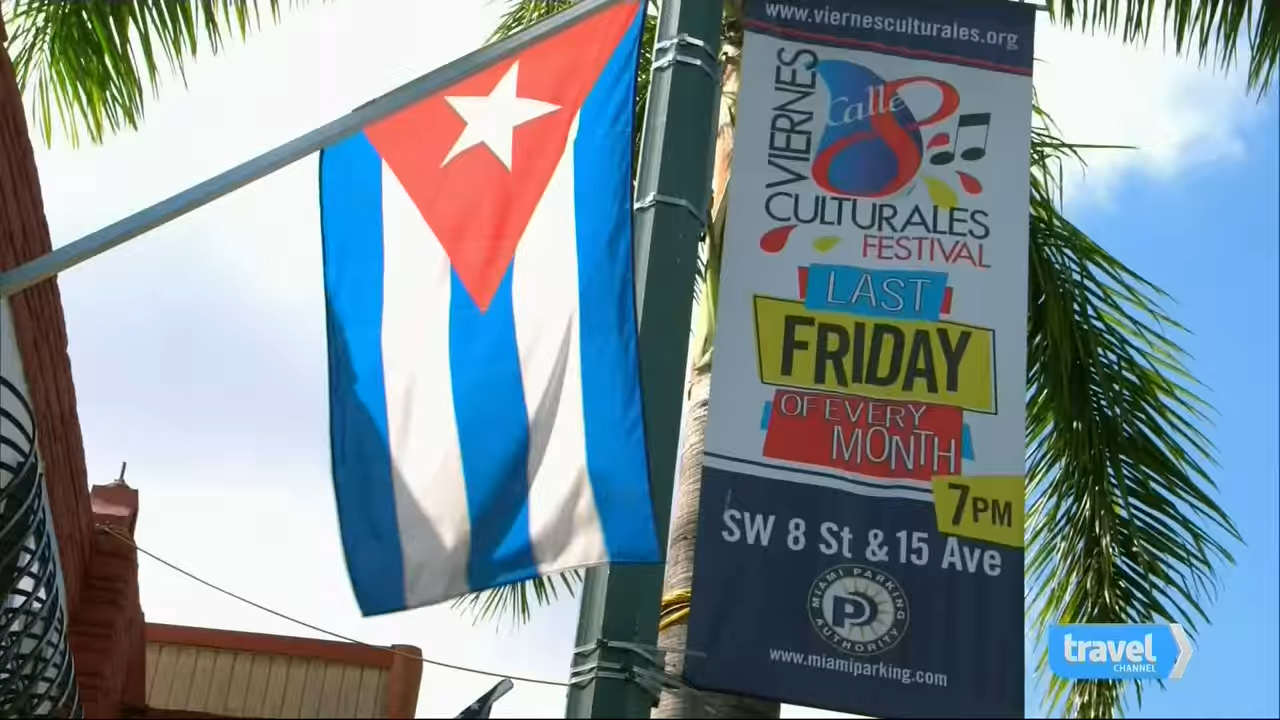 www.viernesculturales.org
VIERNES
Calle
8
CULTURALES
FESTIVAL
LAST
FRIDAY
OF EVERY
MONTH
7PM
SW 8 St & 15 Ave
MIAMI PARKING
P
AUTHORITY
www.miamiparking.com
travel
CHANNEL